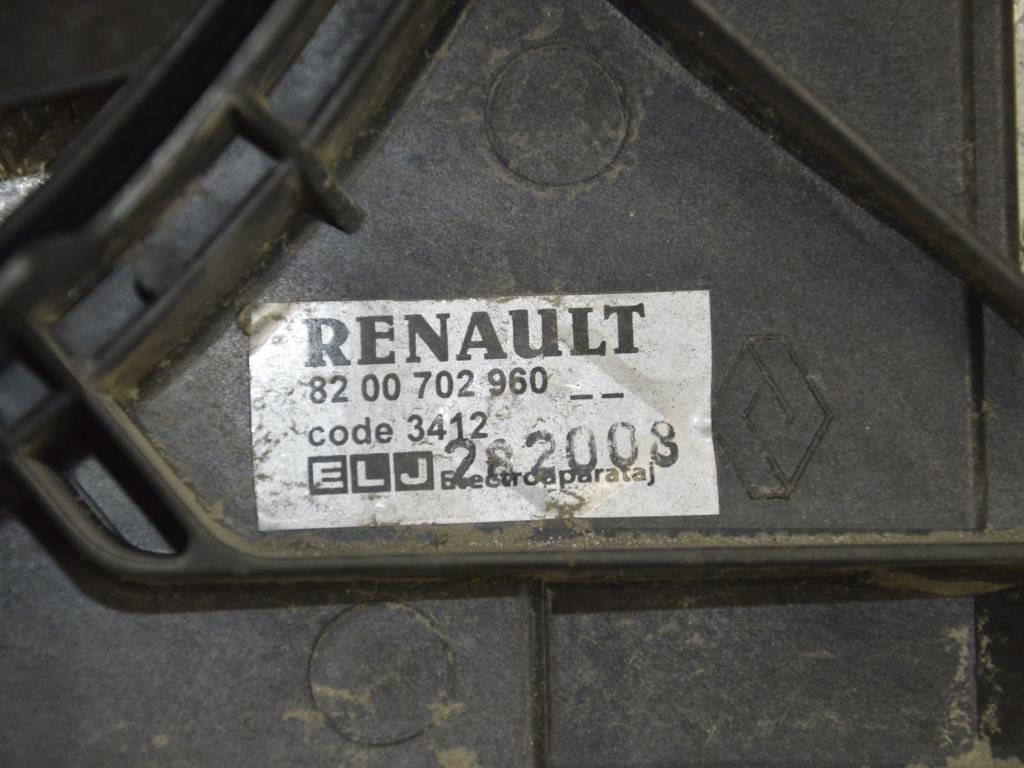 RENAULT
82 00 702 960 _ _
code 3412
ELJ Electroaparataj
282008